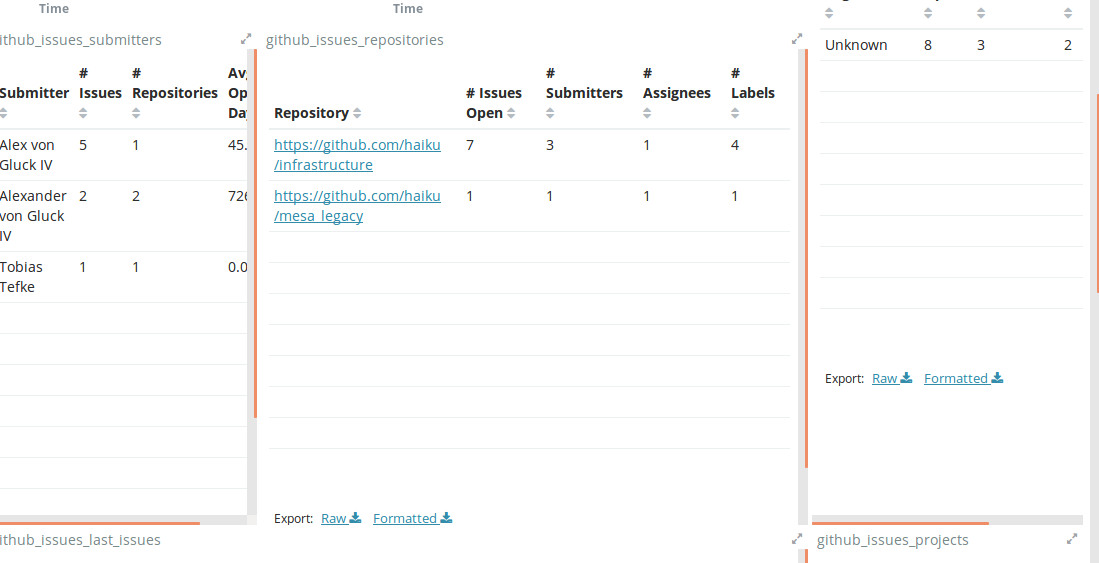 Time
Time
ithub_issues_submitters
Submitter
# Issues
# Repositories
Av
Op
Da
Alex von Gluck IV
5
1
45.
Alexander von Gluck IV
2
2
726
Tobias Tefke
1
1
0.0
github_issues_repositories
Repository
# Issues Open
# Submitters
# Assignees
# Labels
https://github.com/haiku
/infrastructure
7
3
1
4
https://github.com/haiku
/mesa_legacy
1
1
1
1
Export: Raw Formatted
Unknown 8 3 2
Export: Raw Formatted
ithub_issues_last_issues
github_issues_projects